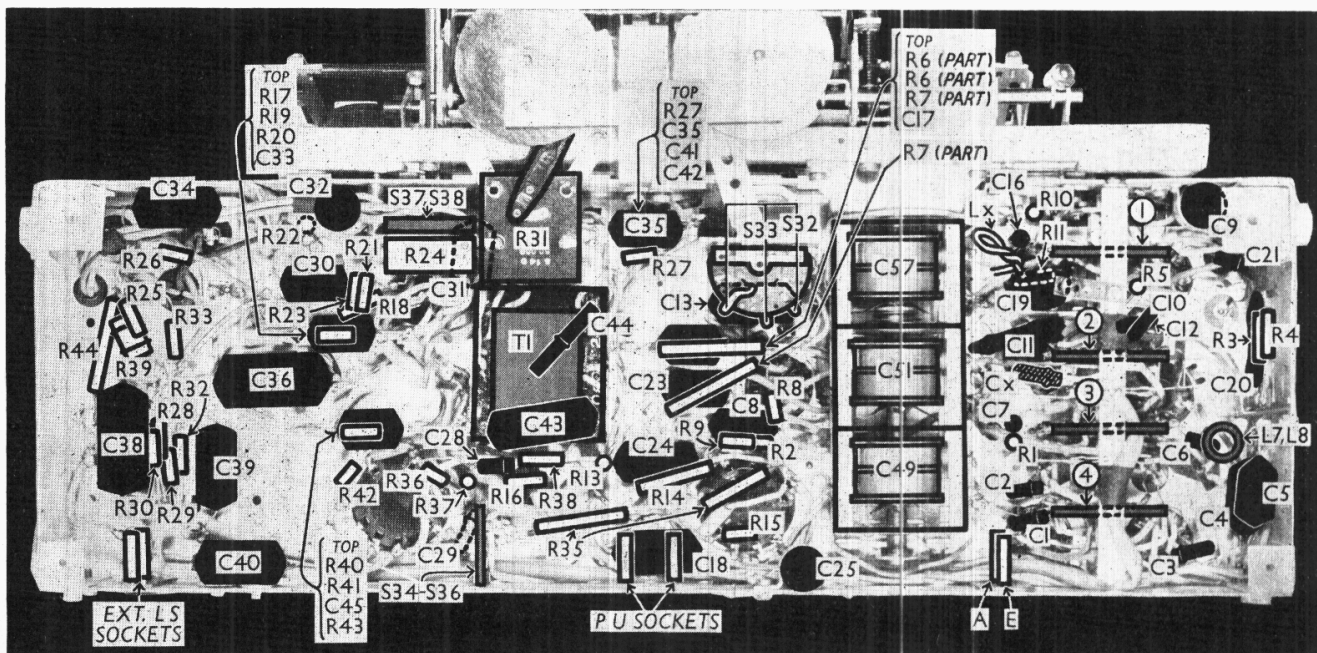 TOP
R17
R19
R20
C33
TOP
R27
C35
C41
C42
TOP
R6 (PART)
R6 (PART)
R7 (PART)
C17
R7 (PART)
C34
C32
S37,S38
R22
R26
R21
R24
R31
C35
R27
S33
S32
C57
C16
Lx
R10
R11
1
C9
C21
R5
C30
C31
R23
R18
R25
R33
R44
R39
C13
C19
C10
C12
C11
2
R3
R4
T1
C44
C36
C23
R8
C8
C51
Cx
C20
C7
3
R32
R28
C38
C39
C43
C28
R9
R2
C24
C49
R1
C6
L7,L8
R30
R29
R42
R36
R37
R16
R38
R13
R14
C2
4
C5
C4
C29
R35
R15
C1
C3
C40
S34-S36
C18
C25
EXT. LS
SOCKETS
TOP
R40
R41
C45
R43
P U SOCKETS
A
E